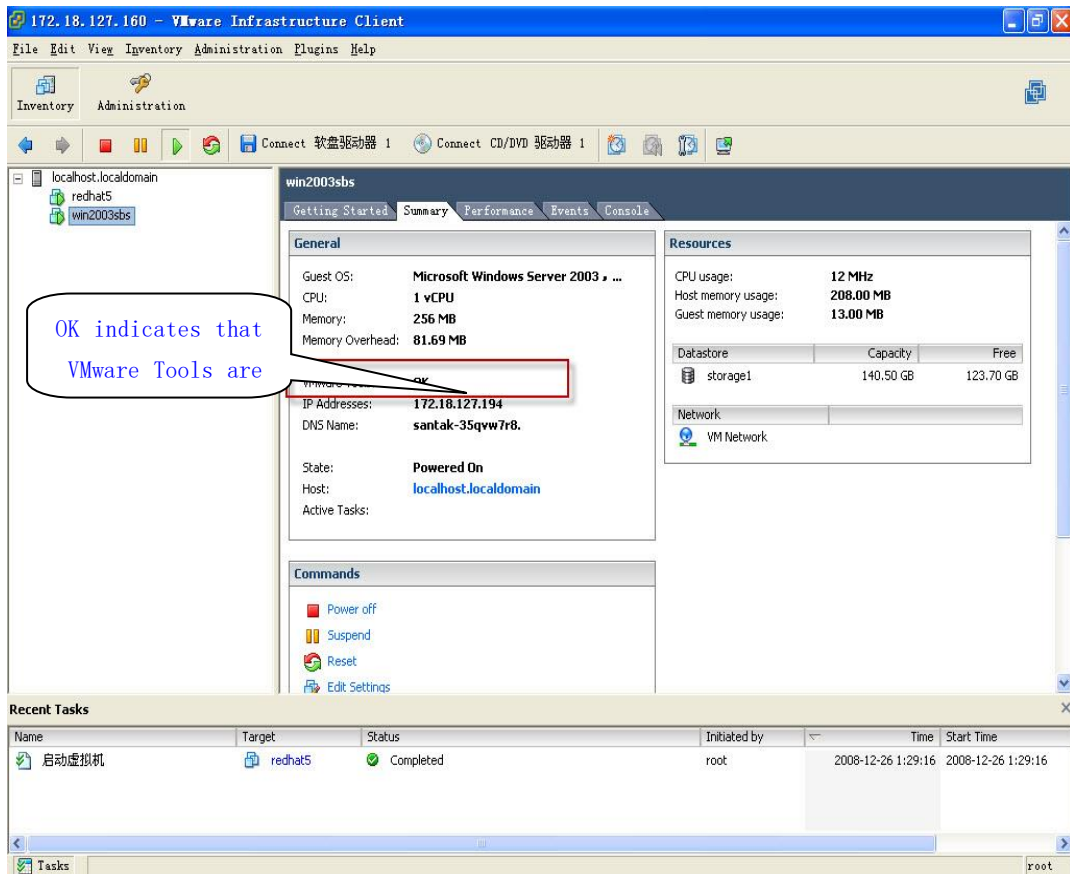 172.18.127.160 - VMware Infrastructure Client
File Edit View Inventory Administration Plugins Help
Inventory Administration
Connect 软盘驱动器 1 Connect CD/DVD 驱动器 1
localhost.localdomain
redhat5
win2003sbs
win2003sbs
Getting Started Summary Performance Events Console
General
Guest OS: Microsoft Windows Server 2003 , ...
CPU: 1 vCPU
Memory: 256 MB
Memory Overhead: 81.69 MB
OK indicates that
VMware Tools are
OK
IP Addresses: 172.18.127.194
DNS Name: santak-35qvw7r8.
State: Powered On
Host: localhost.localdomain
Active Tasks:
Commands
Power off
Suspend
Reset
Edit Settings
Resources
CPU usage: 12 MHz
Host memory usage: 208.00 MB
Guest memory usage: 13.00 MB
Datastore Capacity Free
storage1 140.50 GB 123.70 GB
Network
VM Network
Recent Tasks
Name Target Status Initiated by Time Start Time
启动虚拟机 redhat5 Completed root 2008-12-26 1:29:16 2008-12-26 1:29:16
Tasks root